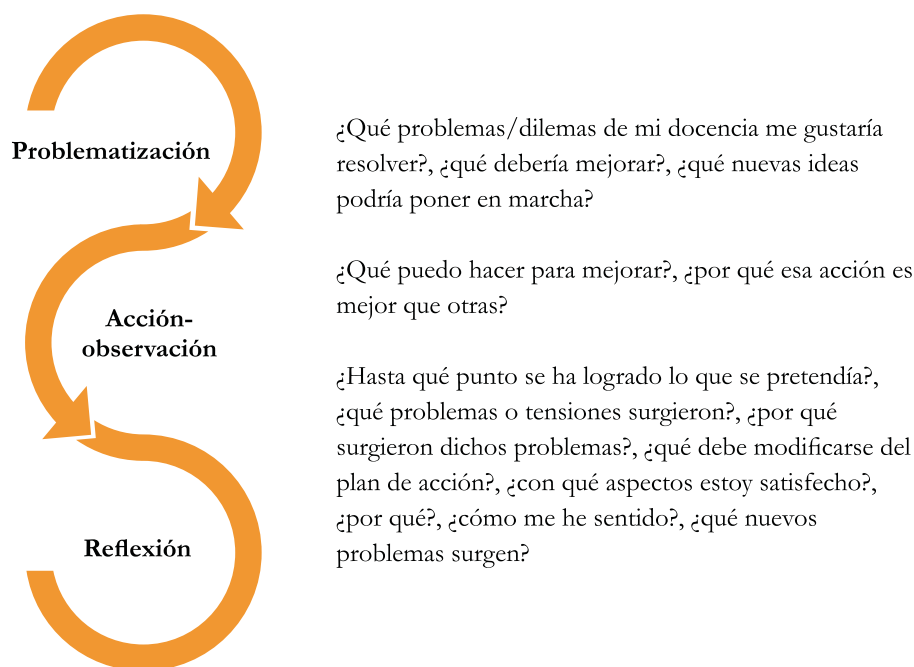 Problematización
¿Qué problemas/dilemas de mi docencia me gustaría
resolver?, ¿qué debería mejorar?, ¿qué nuevas ideas
podría poner en marcha?
Acción-
observación
¿Qué puedo hacer para mejorar?, ¿por qué esa acción es
mejor que otras?
Reflexión
¿Hasta qué punto se ha logrado lo que se pretendía?,
¿qué problemas o tensiones surgieron?, ¿por qué
surgieron dichos problemas?, ¿qué debe modificarse del
plan de acción?, ¿con qué aspectos estoy satisfecho?,
¿por qué?, ¿cómo me he sentido?, ¿qué nuevos
problemas surgen?